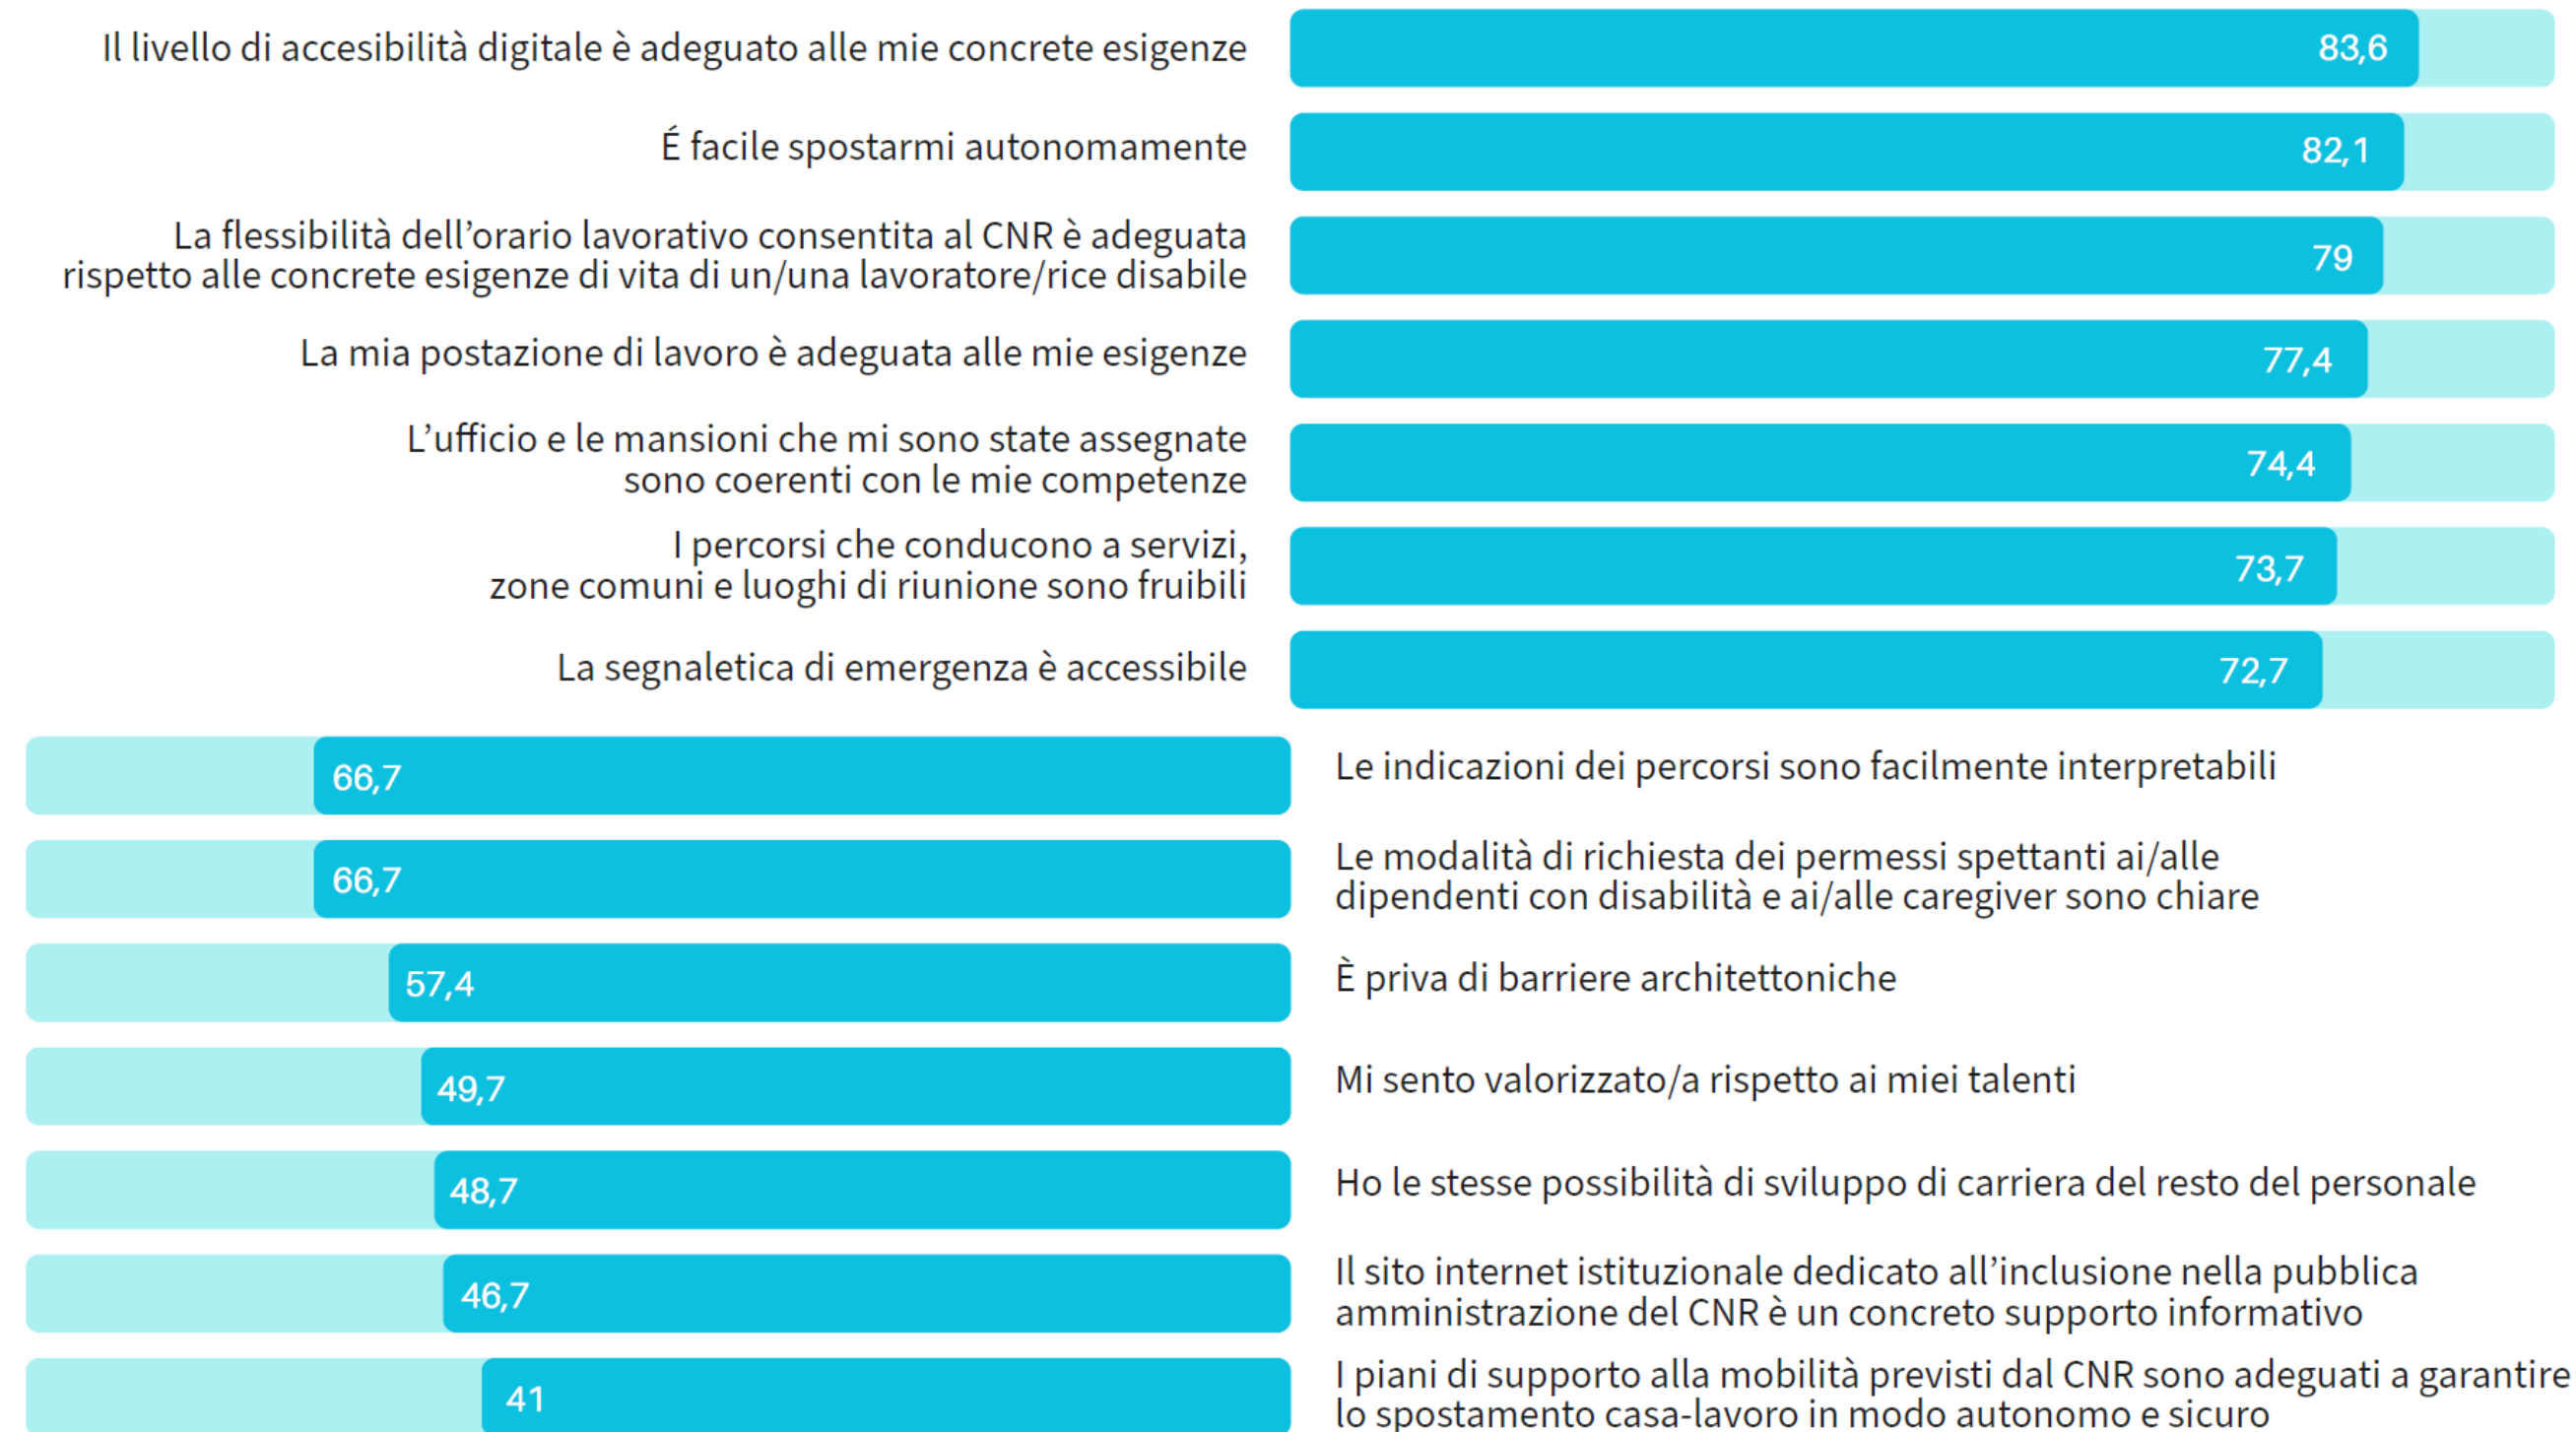 Il livello di accesibilità digitale è adeguato alle mie concrete esigenze
83,6
É facile spostarmi autonomamente
82,1
La flessibilità dell’orario lavorativo consentita al CNR è adeguata
rispetto alle concrete esigenze di vita di un/una lavoratore/rice disabile
79
La mia postazione di lavoro è adeguata alle mie esigenze
77,4
L’ufficio e le mansioni che mi sono state assegnate
sono coerenti con le mie competenze
74,4
I percorsi che conducono a servizi,
zone comuni e luoghi di riunione sono fruibili
73,7
La segnaletica di emergenza è accessibile
72,7
66,7
Le indicazioni dei percorsi sono facilmente interpretabili
66,7
Le modalità di richiesta dei permessi spettanti ai/alle
dipendenti con disabilità e ai/alle caregiver sono chiare
57,4
È priva di barriere architettoniche
49,7
Mi sento valorizzato/a rispetto ai miei talenti
48,7
Ho le stesse possibilità di sviluppo di carriera del resto del personale
46,7
Il sito internet istituzionale dedicato all’inclusione nella pubblica
amministrazione del CNR è un concreto supporto informativo
41
I piani di supporto alla mobilità previsti dal CNR sono adeguati a garantire
lo spostamento casa-lavoro in modo autonomo e sicuro